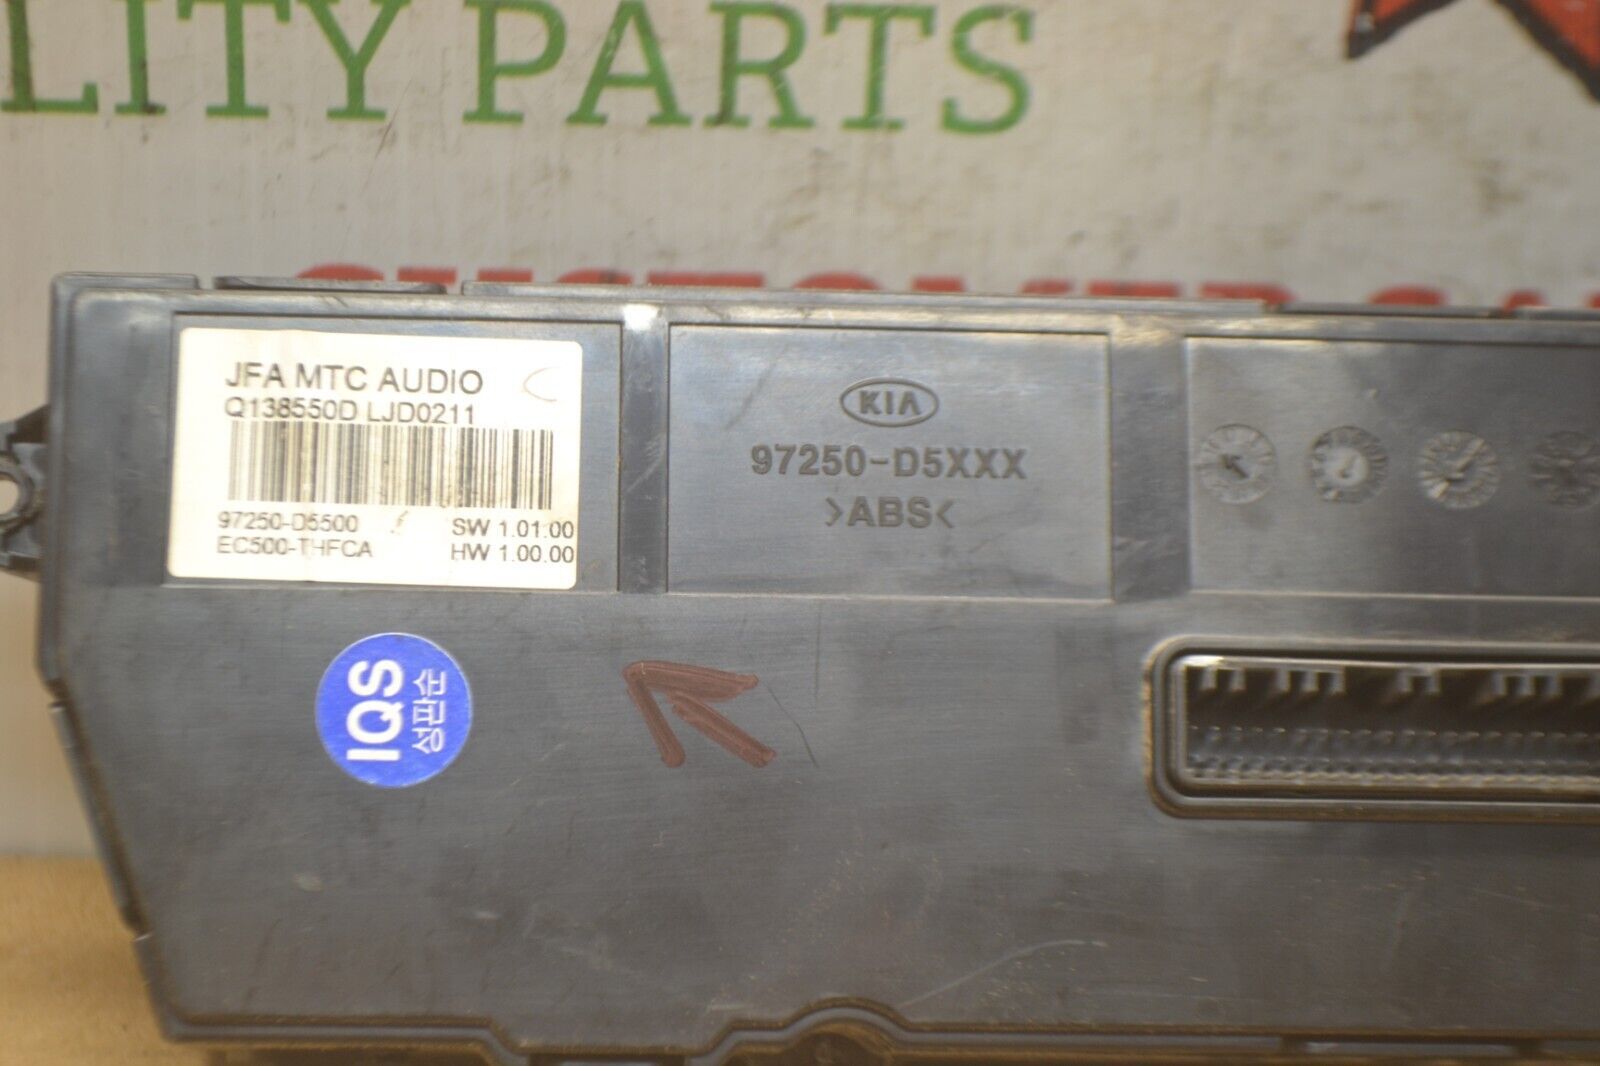 LITY PARTS
JFA MTC AUDIO
Q138550D LJD0211
97250-D5500 SW 1.01.00
EC500-THFCA HW 1.00.00
KIA
97250-D5XXX
>ABS<
IQS
성판순